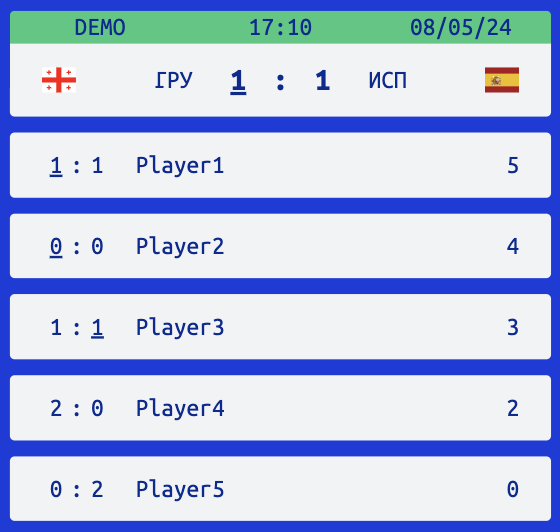 DEMO 17:10 08/05/24
ГРУ 1 : 1 ИСП
1 : 1 Player1 5
0 : 0 Player2 4
1 : 1 Player3 3
2 : 0 Player4 2
0 : 2 Player5 0